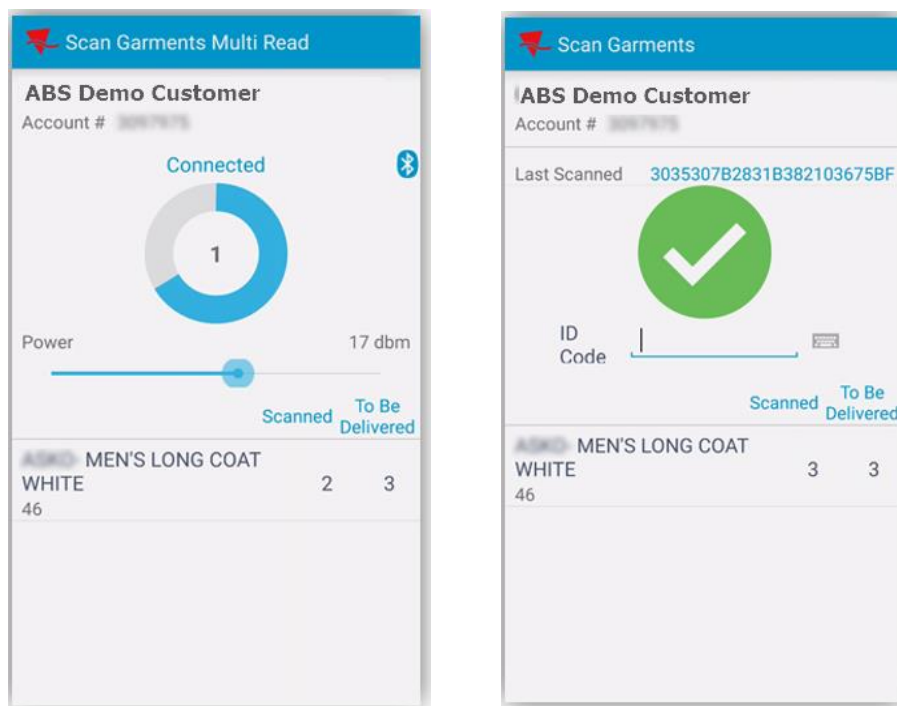 Scan Garments Multi Read
ABS Demo Customer
Account #
Connected
1
Power 17 dbm
Scanned To Be Delivered
MEN'S LONG COAT
WHITE 2 3
46
Scan Garments
ABS Demo Customer
Account #
Last Scanned 3035307B2831B382103675BF
ID
Code
Scanned To Be Delivered
MEN'S LONG COAT
WHITE 3 3
46